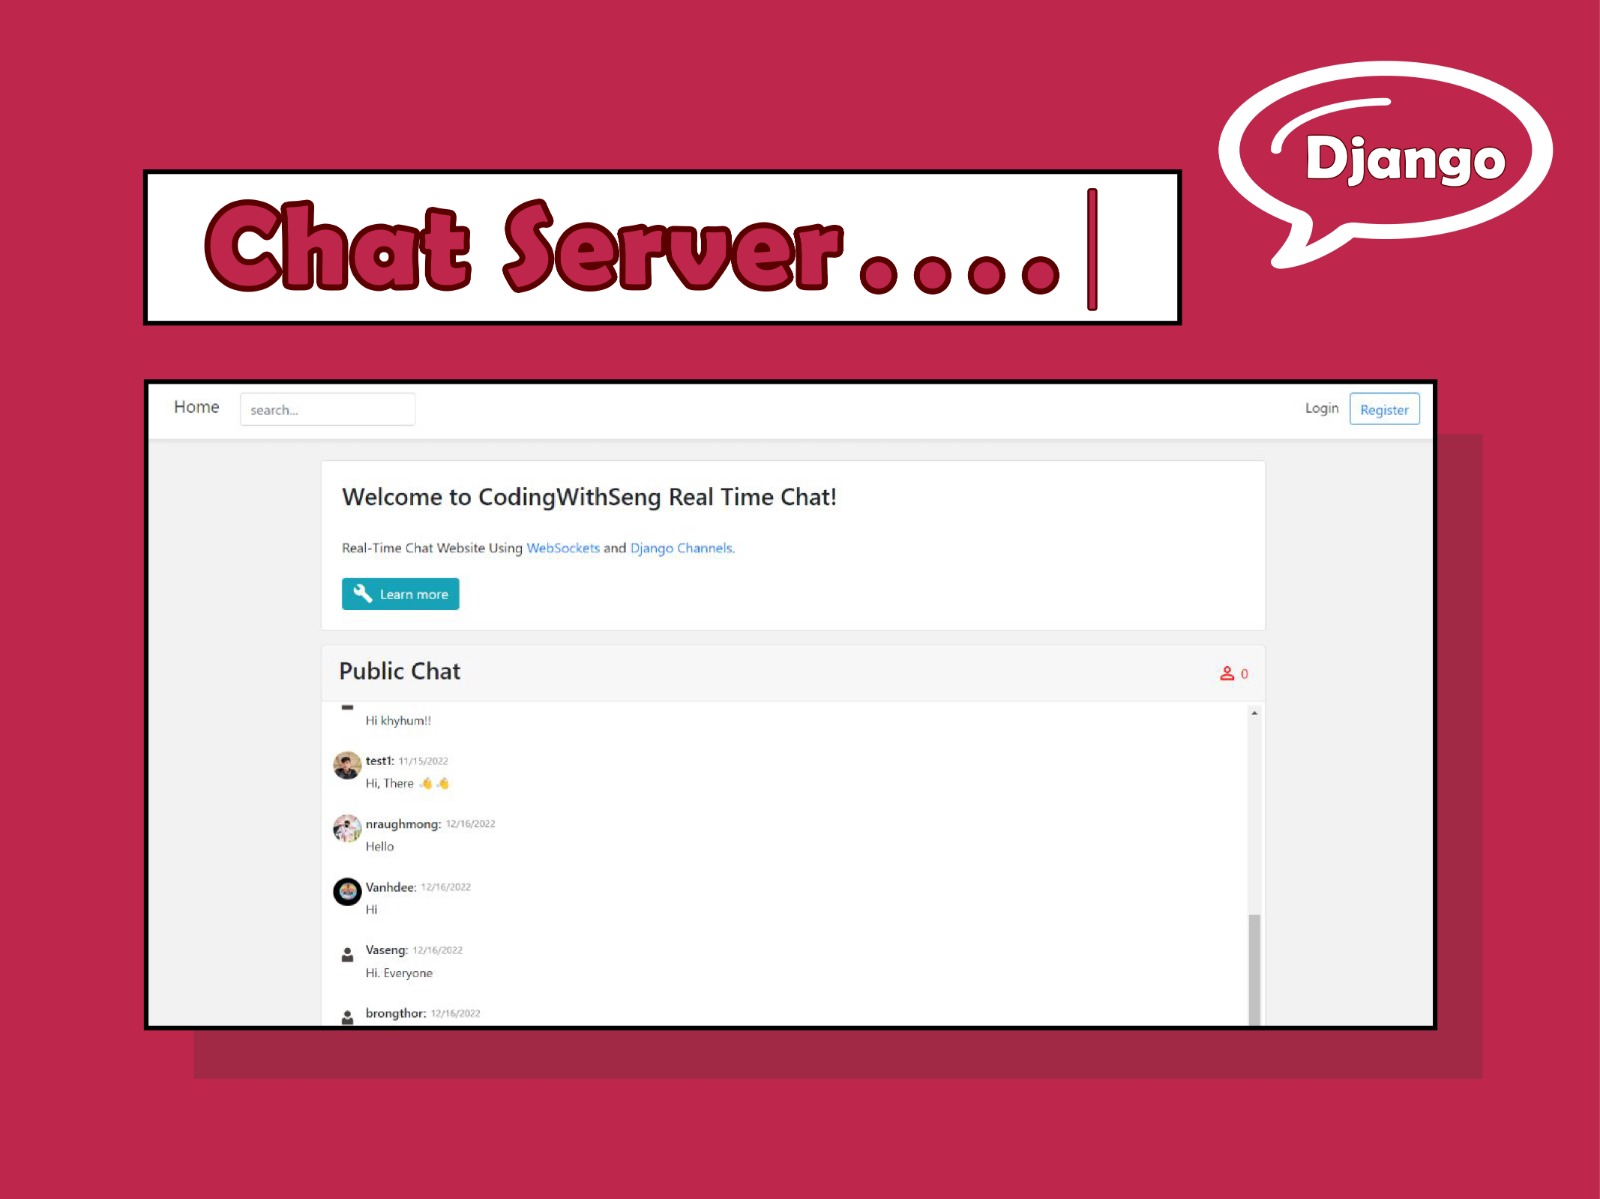 Django
Chat Server....|
Home search... Login Register
Welcome to CodingWithSeng Real Time Chat!
Real-Time Chat Website Using WebSockets and Django Channels.
Learn more
Public Chat 0
Hi khyhum!!
test1: 11/15/2022
Hi, There 👋 👋
nraughmong: 12/16/2022
Hello
Vanhdee: 12/16/2022
Hi
Vaseng: 12/16/2022
Hi. Everyone
brongthor: 12/16/2022